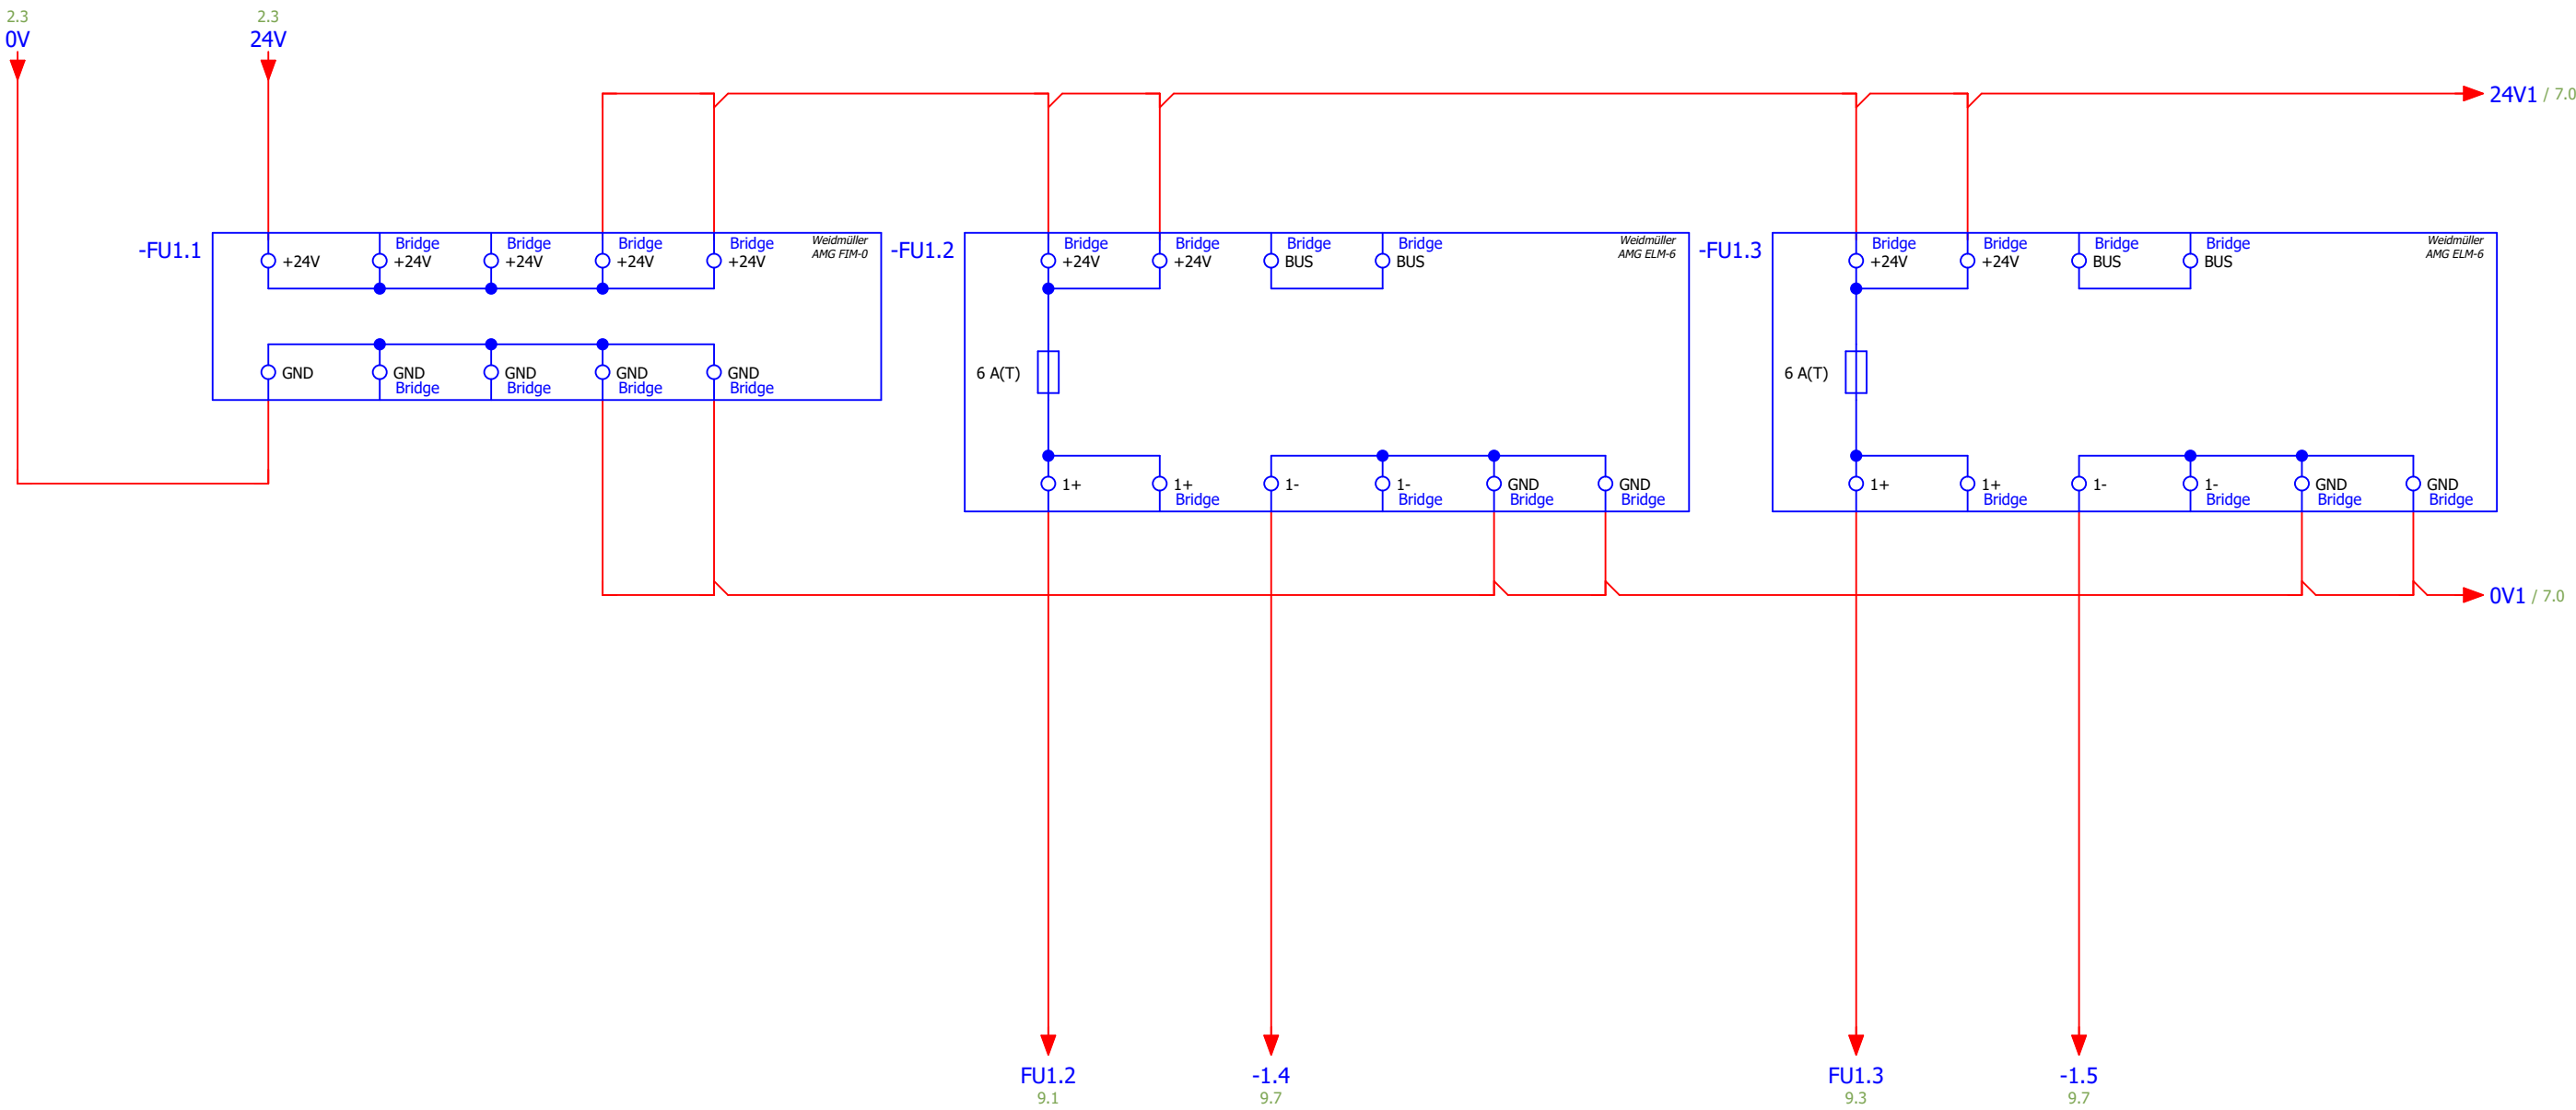 2.3
0V
2.3
24V
24V1 / 7.0
-FU1.1
Bridge Bridge Bridge Bridge
+24V +24V +24V +24V +24V
Weidmüller
AMG FIM-0
GND GND GND GND GND
Bridge Bridge Bridge Bridge
-FU1.2
Bridge Bridge Bridge Bridge
+24V +24V BUS BUS
Weidmüller
AMG ELM-6
6 A(T)
1+ 1+ 1- 1- GND GND
Bridge Bridge Bridge Bridge
-FU1.3
Bridge Bridge Bridge Bridge
+24V +24V BUS BUS
Weidmüller
AMG ELM-6
6 A(T)
1+ 1+ 1- 1- GND GND
Bridge Bridge Bridge Bridge
0V1 / 7.0
FU1.2
9.1
-1.4
9.7
FU1.3
9.3
-1.5
9.7